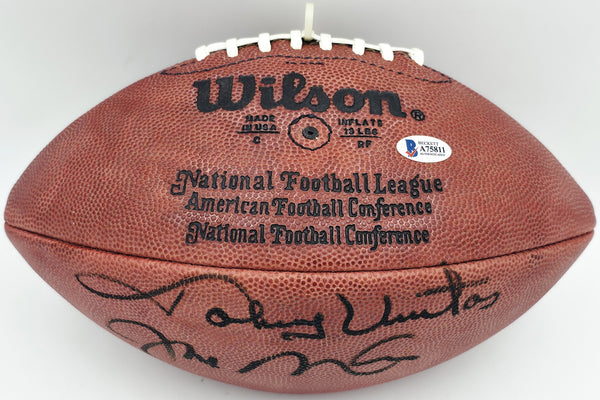 Wilson®
MADE IN U.S.A. C
INFLATE 13 LBS RF
BECKETT
A75811
National Football League
American Football Conference
National Football Conference
Johnny Unitas
Joe